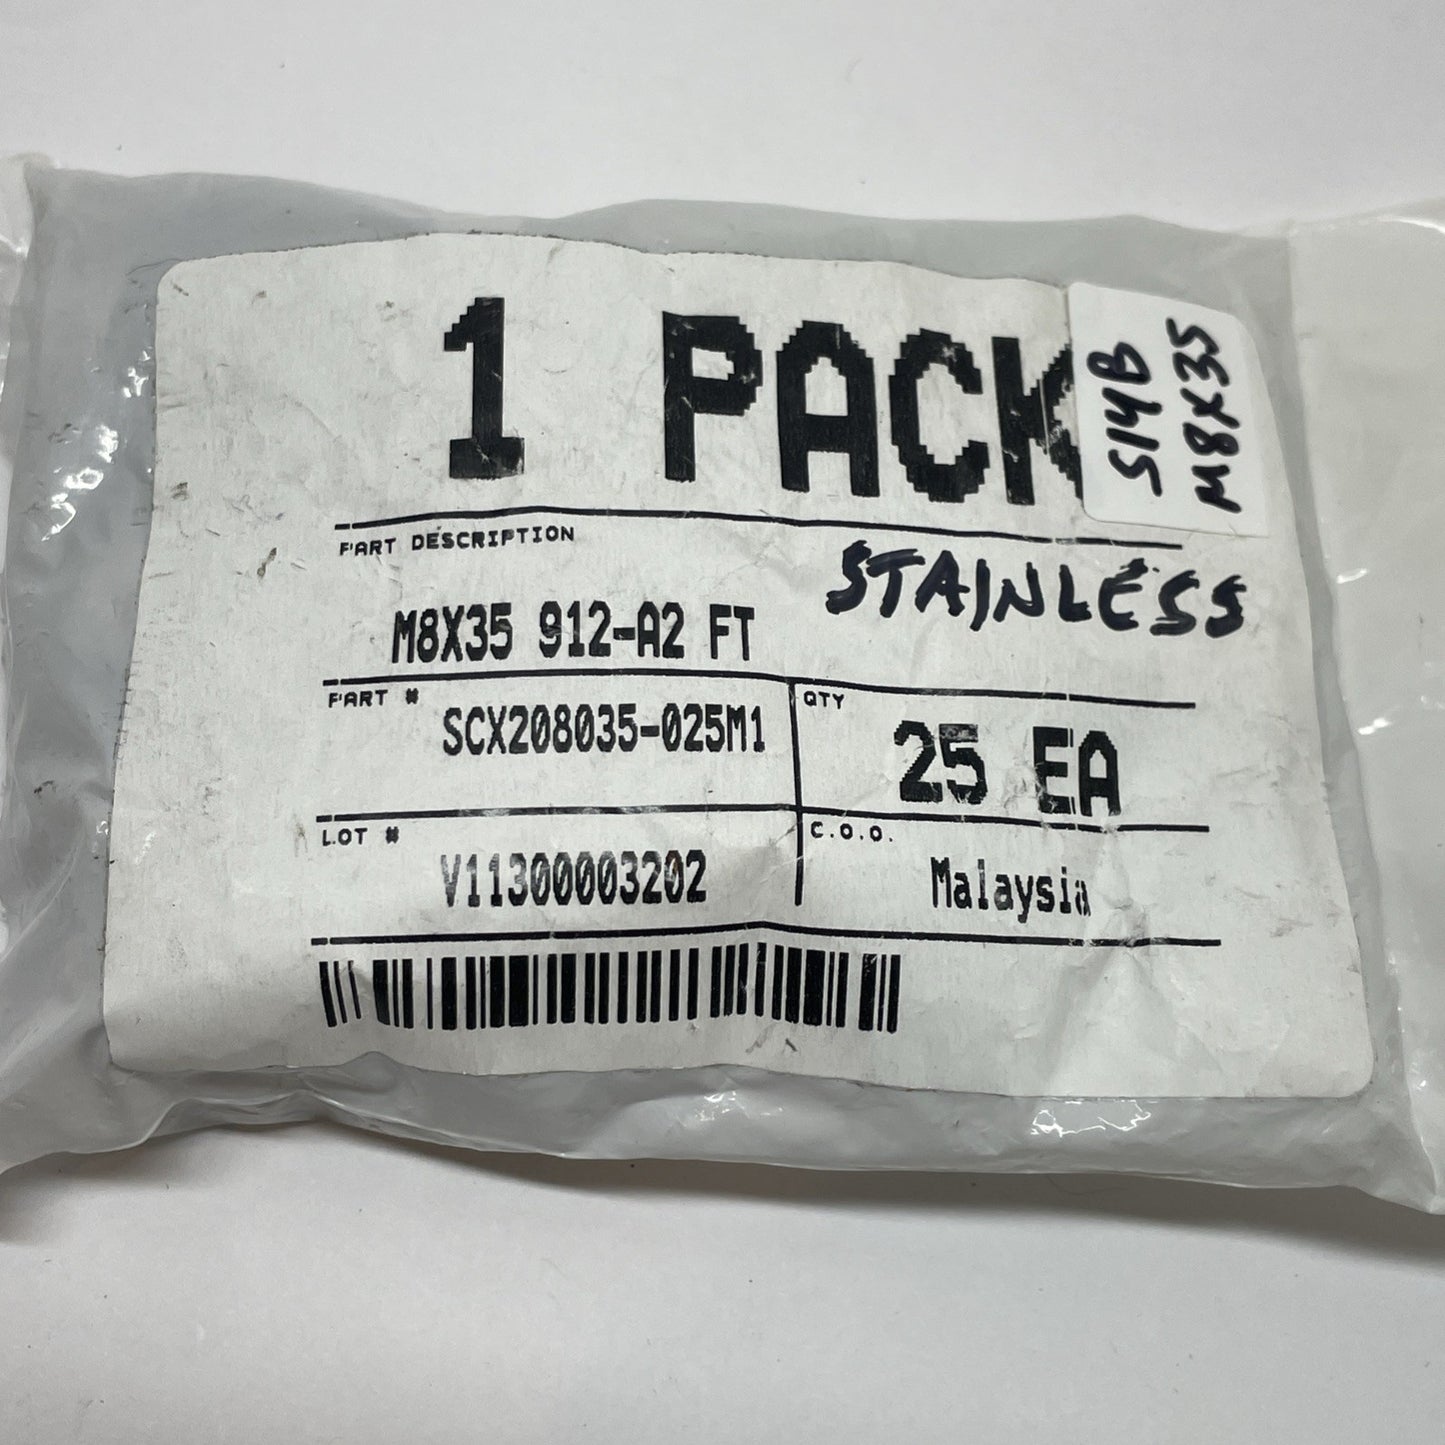 1 PACK
S14B
M8X35
PART DESCRIPTION
STAINLESS
M8X35 912-A2 FT
PART #
SCX208035-025M1
QTY
25 EA
LOT #
V11300003202
C.O.O.
Malaysia